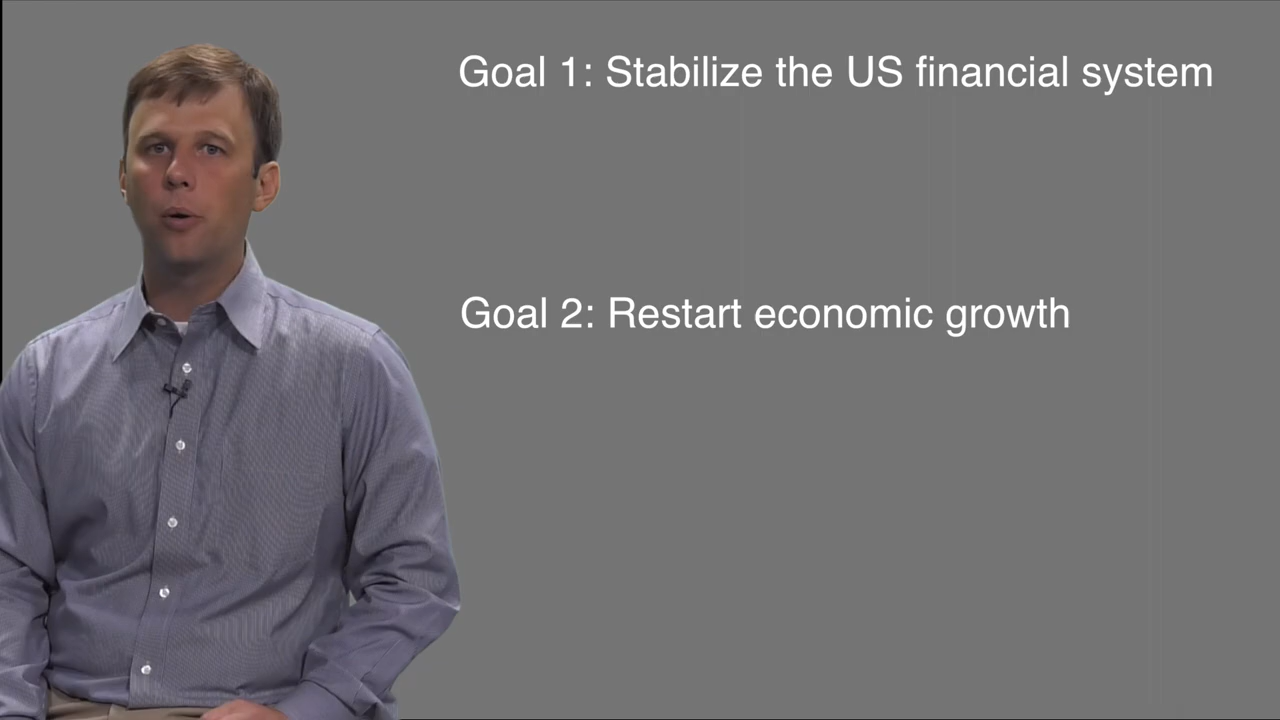 Goal 1: Stabilize the US financial system
Goal 2: Restart economic growth